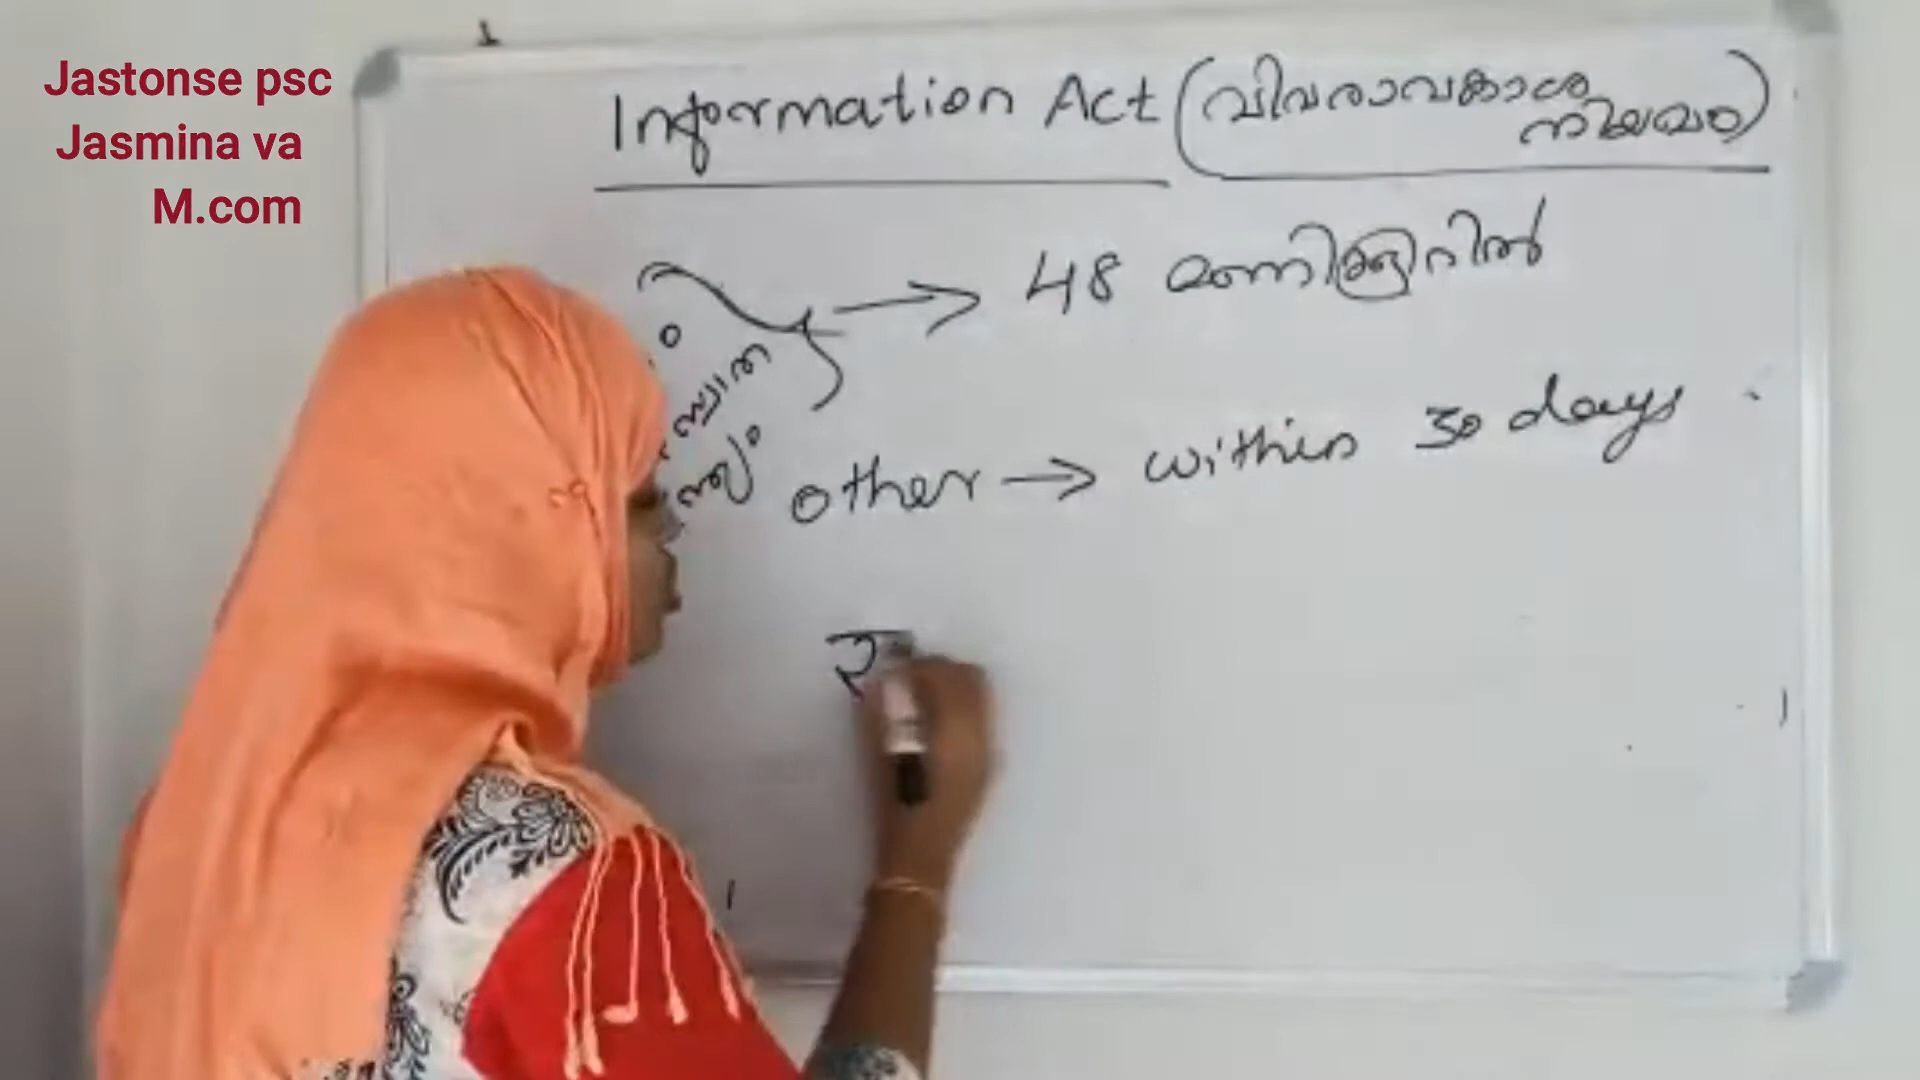 Jastonse psc
Jasmina va
M.com
Information Act (വിവരാവകാശ
നിയമം)
→ 48 മണിക്കൂറിൽ
other → within 30 days
₹